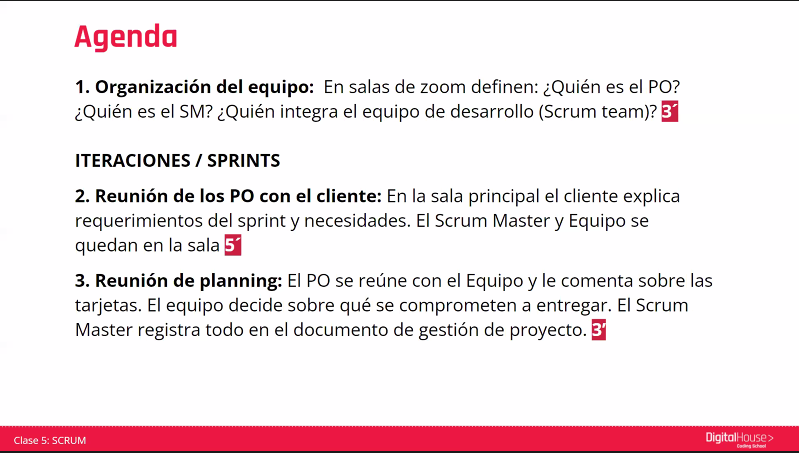 Agenda
1. Organización del equipo: En salas de zoom definen: ¿Quién es el PO?
¿Quién es el SM? ¿Quién integra el equipo de desarrollo (Scrum team)? 3´
ITERACIONES / SPRINTS
2. Reunión de los PO con el cliente: En la sala principal el cliente explica
requerimientos del sprint y necesidades. El Scrum Master y Equipo se
quedan en la sala 5´
3. Reunión de planning: El PO se reúne con el Equipo y le comenta sobre las
tarjetas. El equipo decide sobre qué se comprometen a entregar. El Scrum
Master registra todo en el documento de gestión de proyecto. 3’
Clase 5: SCRUM
DigitalHouse>
Coding School